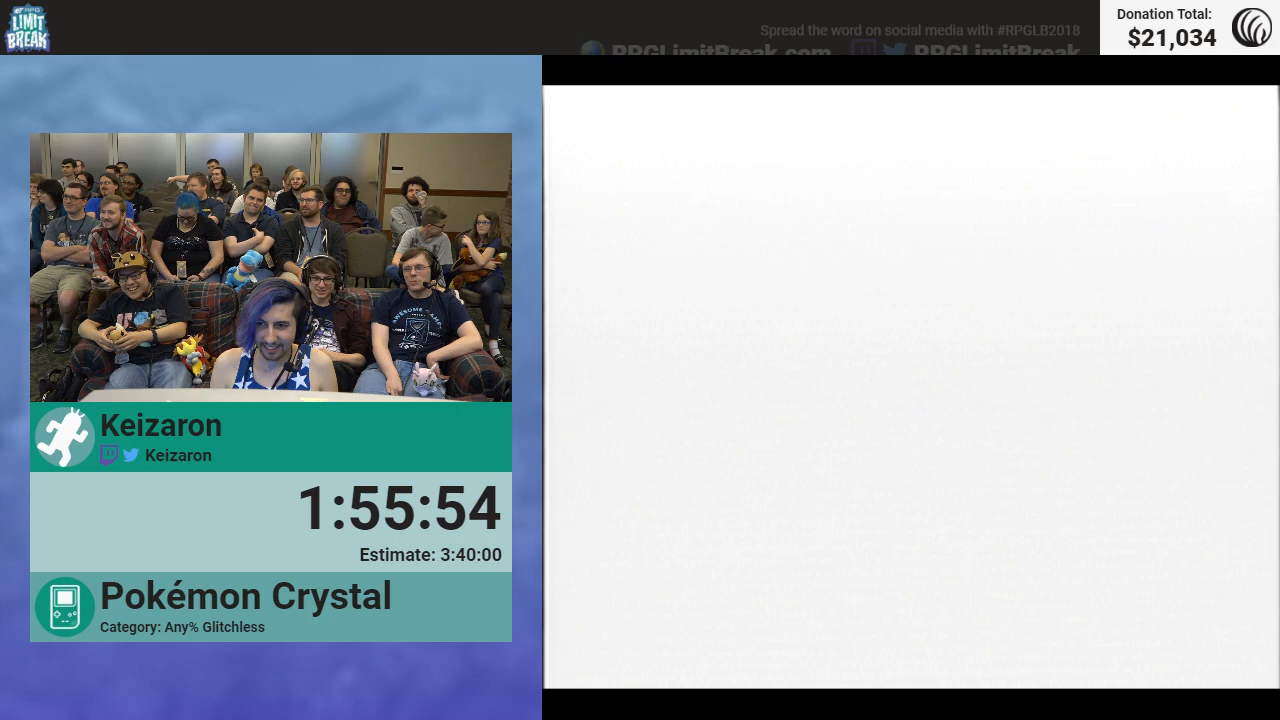 RPG
LIMIT
BREAK
Spread the word on social media with #RPGLB2018
RPGLimitBreak.com RPGLimitBreak
Donation Total:
$21,034
Keizaron
Keizaron
1:55:54
Estimate: 3:40:00
Pokémon Crystal
Category: Any% Glitchless